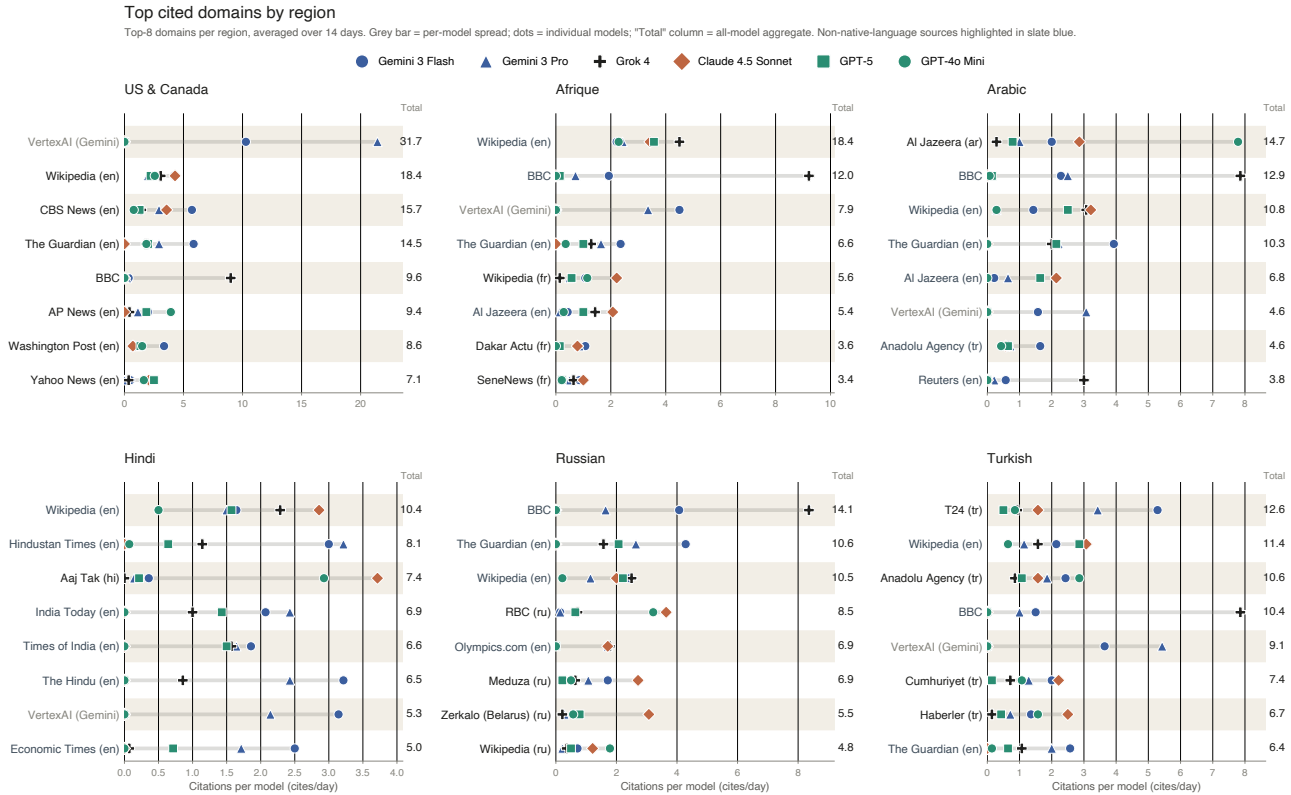 Top cited domains by region
Top-8 domains per region, averaged over 14 days. Grey bar = per-model spread; dots = individual models; "Total" column = all-model aggregate. Non-native-language sources highlighted in slate blue.
Gemini 3 Flash Gemini 3 Pro Grok 4 Claude 4.5 Sonnet GPT-5 GPT-4o Mini
US & Canada
Total
VertexAI (Gemini) 31.7
Wikipedia (en) 18.4
CBS News (en) 15.7
The Guardian (en) 14.5
BBC 9.6
AP News (en) 9.4
Washington Post (en) 8.6
Yahoo News (en) 7.1
0 5 10 15 20
Afrique
Total
Wikipedia (en) 18.4
BBC 12.0
VertexAI (Gemini) 7.9
The Guardian (en) 6.6
Wikipedia (fr) 5.6
Al Jazeera (en) 5.4
Dakar Actu (fr) 3.6
SeneNews (fr) 3.4
0 2 4 6 8 10
Arabic
Total
Al Jazeera (ar) 14.7
BBC 12.9
Wikipedia (en) 10.8
The Guardian (en) 10.3
Al Jazeera (en) 6.8
VertexAI (Gemini) 4.6
Anadolu Agency (tr) 4.6
Reuters (en) 3.8
0 1 2 3 4 5 6 7 8
Hindi
Total
Wikipedia (en) 10.4
Hindustan Times (en) 8.1
Aaj Tak (hi) 7.4
India Today (en) 6.9
Times of India (en) 6.6
The Hindu (en) 6.5
VertexAI (Gemini) 5.3
Economic Times (en) 5.0
0.0 0.5 1.0 1.5 2.0 2.5 3.0 3.5 4.0
Citations per model (cites/day)
Russian
Total
BBC 14.1
The Guardian (en) 10.6
Wikipedia (en) 10.5
RBC (ru) 8.5
Olympics.com (en) 6.9
Meduza (ru) 6.9
Zerkalo (Belarus) (ru) 5.5
Wikipedia (ru) 4.8
0 2 4 6 8
Citations per model (cites/day)
Turkish
Total
T24 (tr) 12.6
Wikipedia (en) 11.4
Anadolu Agency (tr) 10.6
BBC 10.4
VertexAI (Gemini) 9.1
Cumhuriyet (tr) 7.4
Haberler (tr) 6.7
The Guardian (en) 6.4
0 1 2 3 4 5 6 7 8
Citations per model (cites/day)